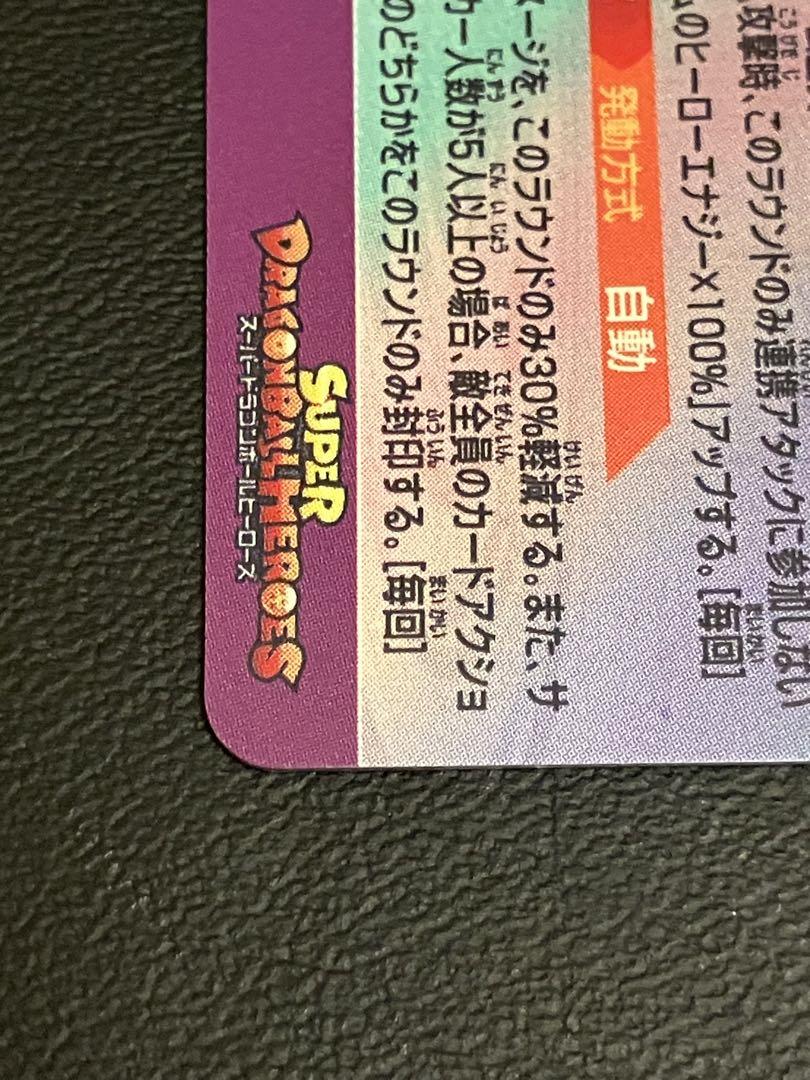 攻撃時、このラウンドのみ連携アタックに参加しない
のヒーローエナジー×100%」アップする。[毎回]
発動方式 自動
メージを、このラウンドのみ30%軽減する。また、サ
カー人数が5人以上の場合、敵全員のカードアクショ
のどちらかをこのラウンドのみ封印する。[毎回]
SUPER
DRAGONBALL HEROES
スーパードラゴンボールヒーローズ